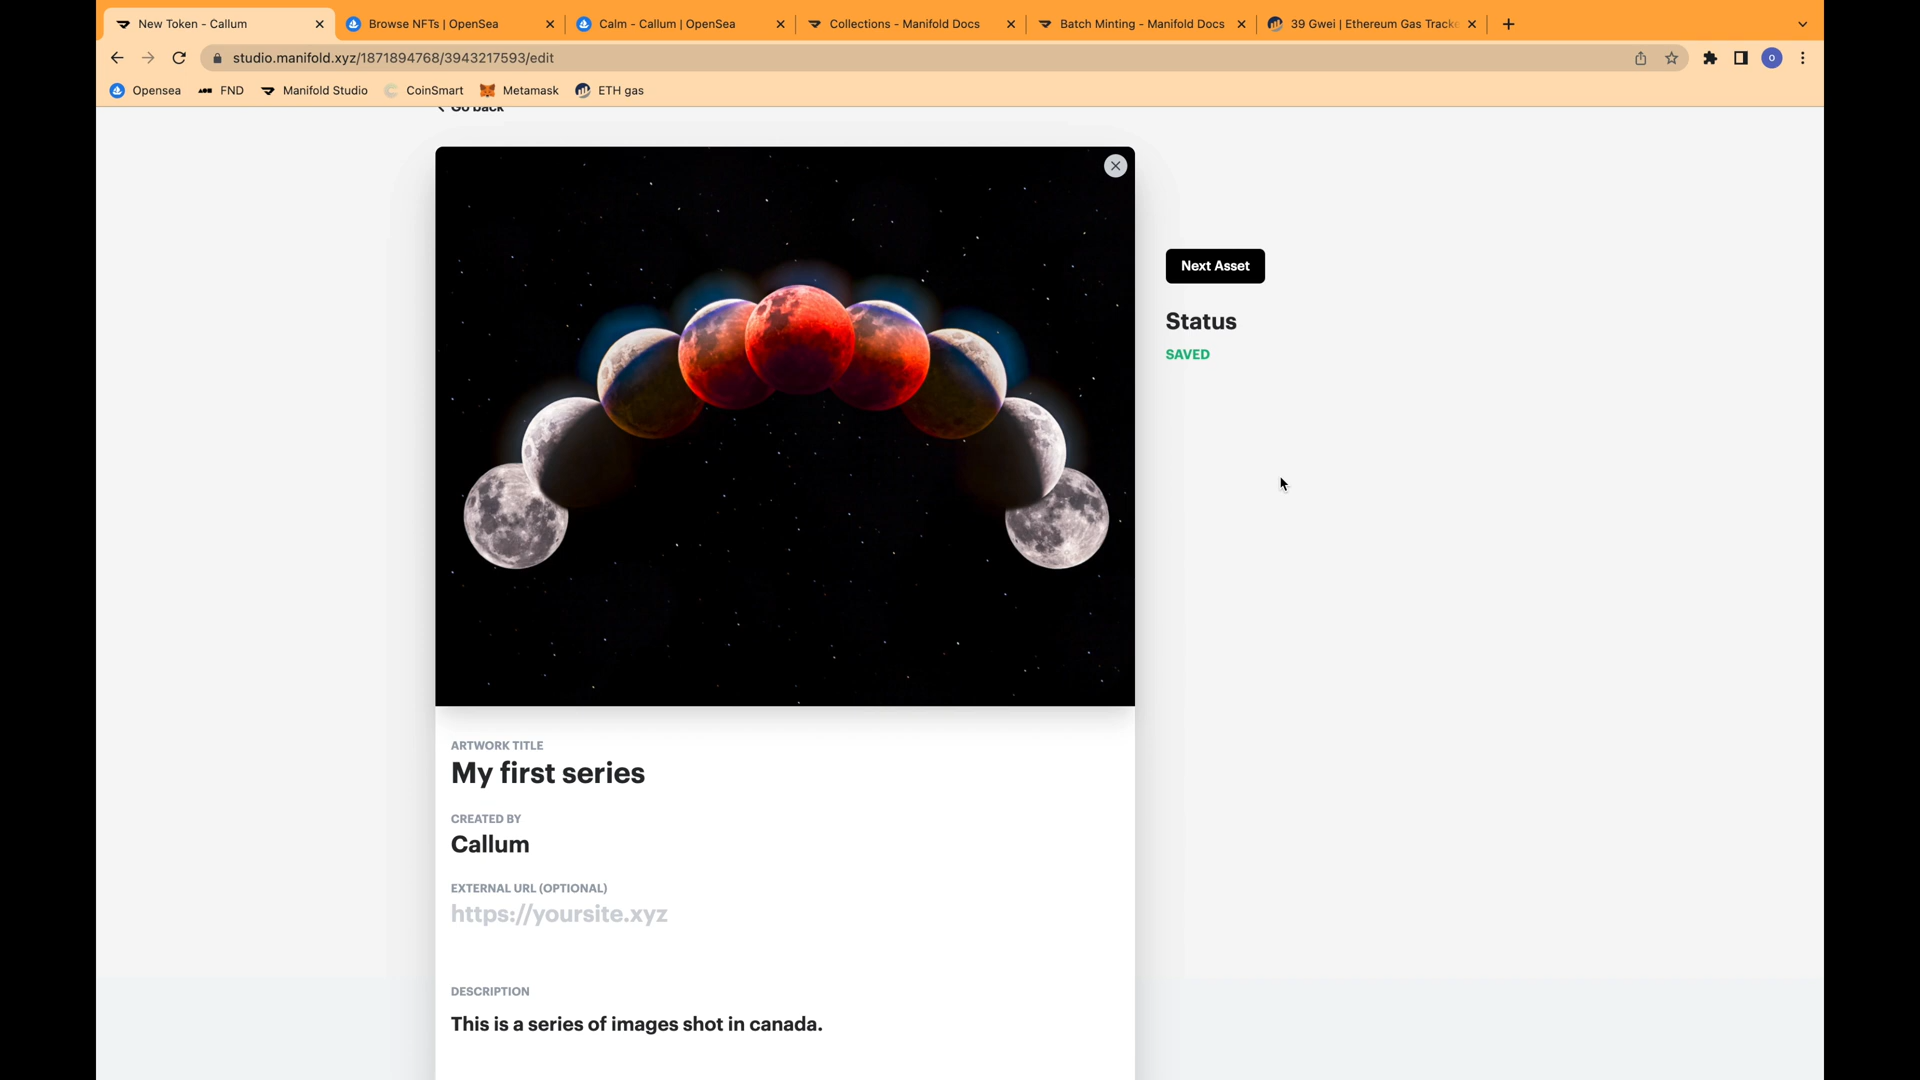 New Token - Callum
Browse NFTs | OpenSea
Calm - Callum | OpenSea
Collections - Manifold Docs
Batch Minting - Manifold Docs
39 Gwei | Ethereum Gas Tracke
studio.manifold.xyz/1871894768/3943217593/edit
O
Opensea
FND
Manifold Studio
CoinSmart
Metamask
ETH gas
Go back
Next Asset
Status
SAVED
ARTWORK TITLE
My first series
CREATED BY
Callum
EXTERNAL URL (OPTIONAL)
https://yoursite.xyz
DESCRIPTION
This is a series of images shot in canada.